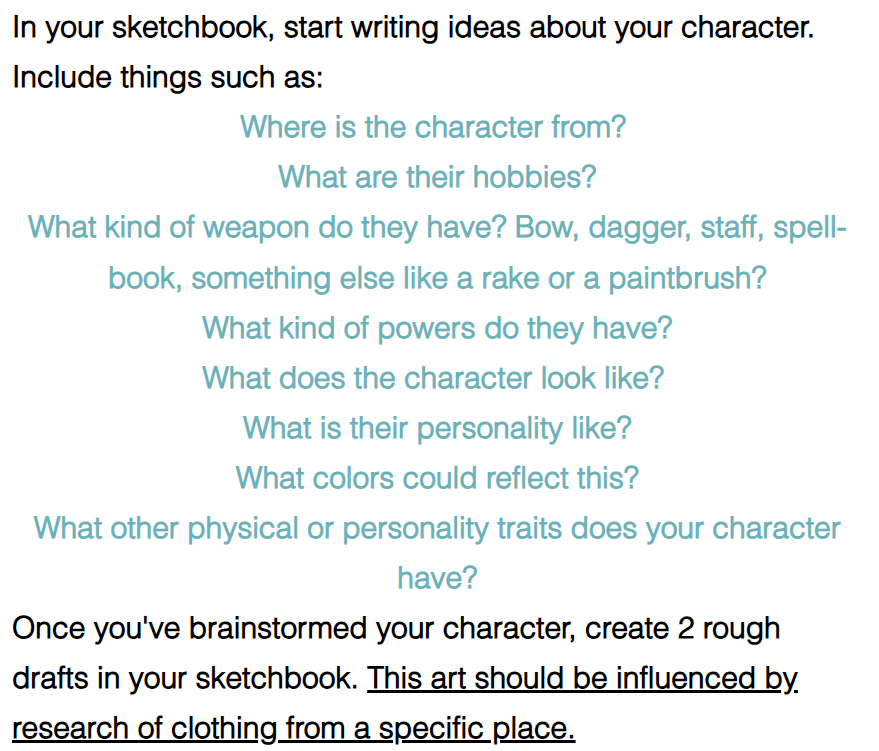 In your sketchbook, start writing ideas about your character.
Include things such as:
Where is the character from?
What are their hobbies?
What kind of weapon do they have? Bow, dagger, staff, spell-
book, something else like a rake or a paintbrush?
What kind of powers do they have?
What does the character look like?
What is their personality like?
What colors could reflect this?
What other physical or personality traits does your character
have?
Once you've brainstormed your character, create 2 rough
drafts in your sketchbook. This art should be influenced by
research of clothing from a specific place.